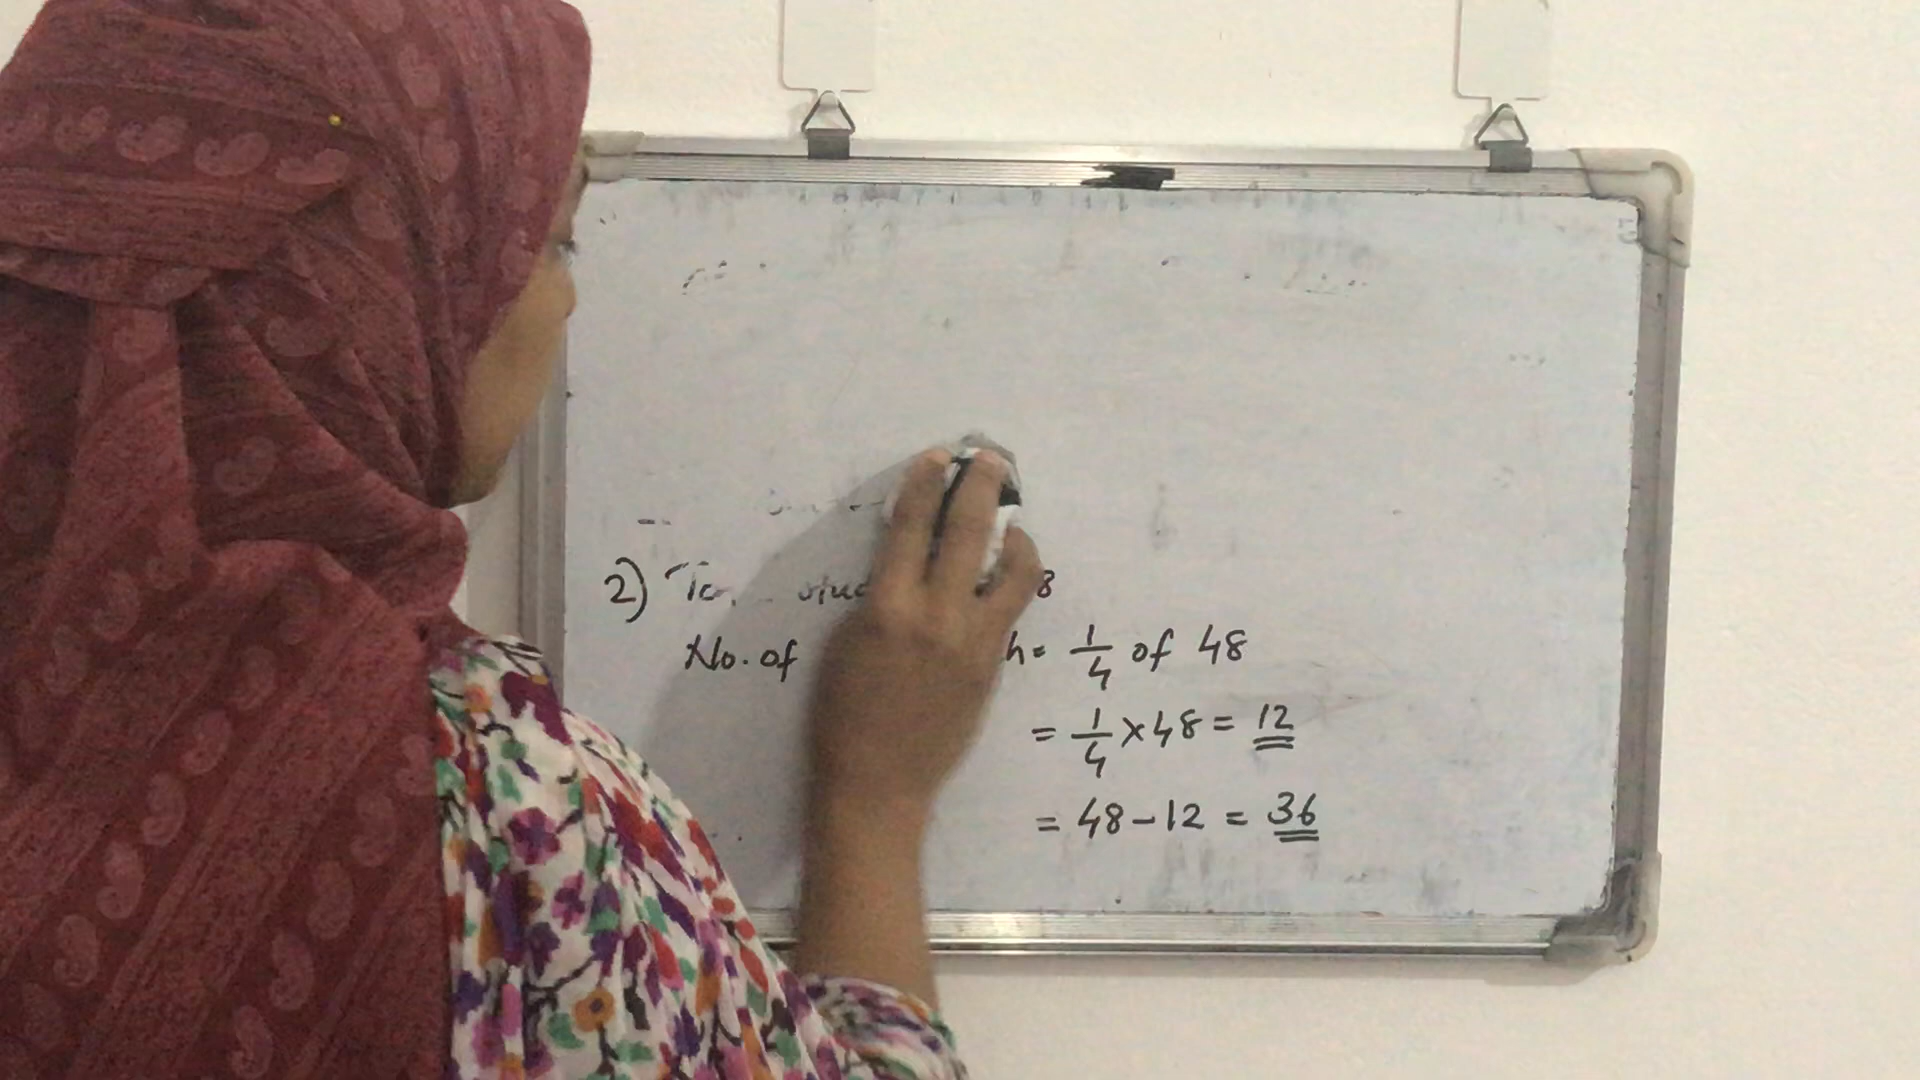 2)
No. of h = 1/4 of 48
= 1/4 × 48 = 12
= 48 - 12 = 36